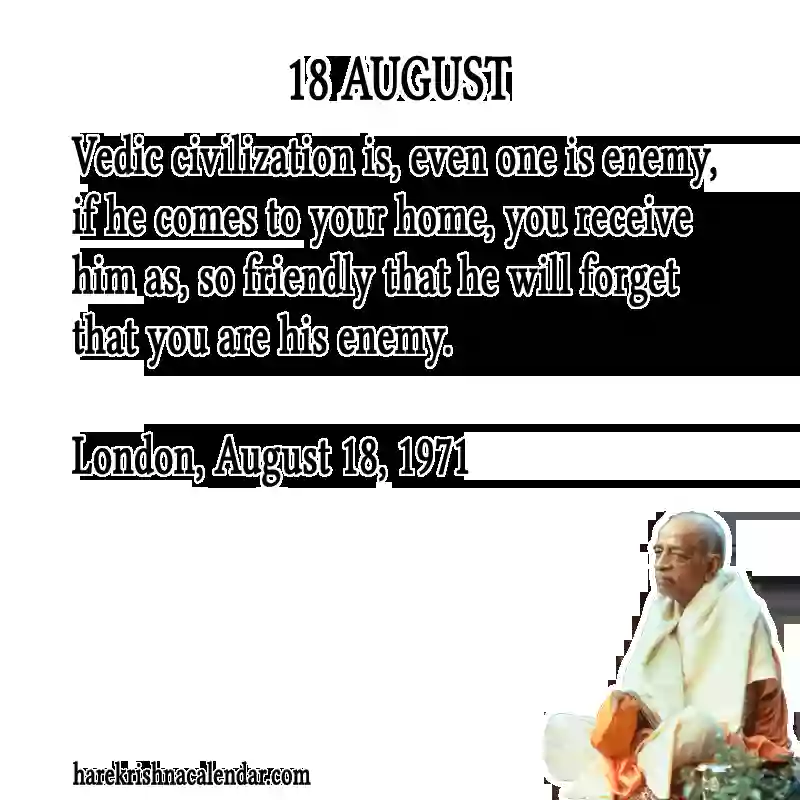 18 AUGUST
Vedic civilization is, even one is enemy,
if he comes to your home, you receive
him as, so friendly that he will forget
that you are his enemy.
London, August 18, 1971
harekrishnacalendar.com